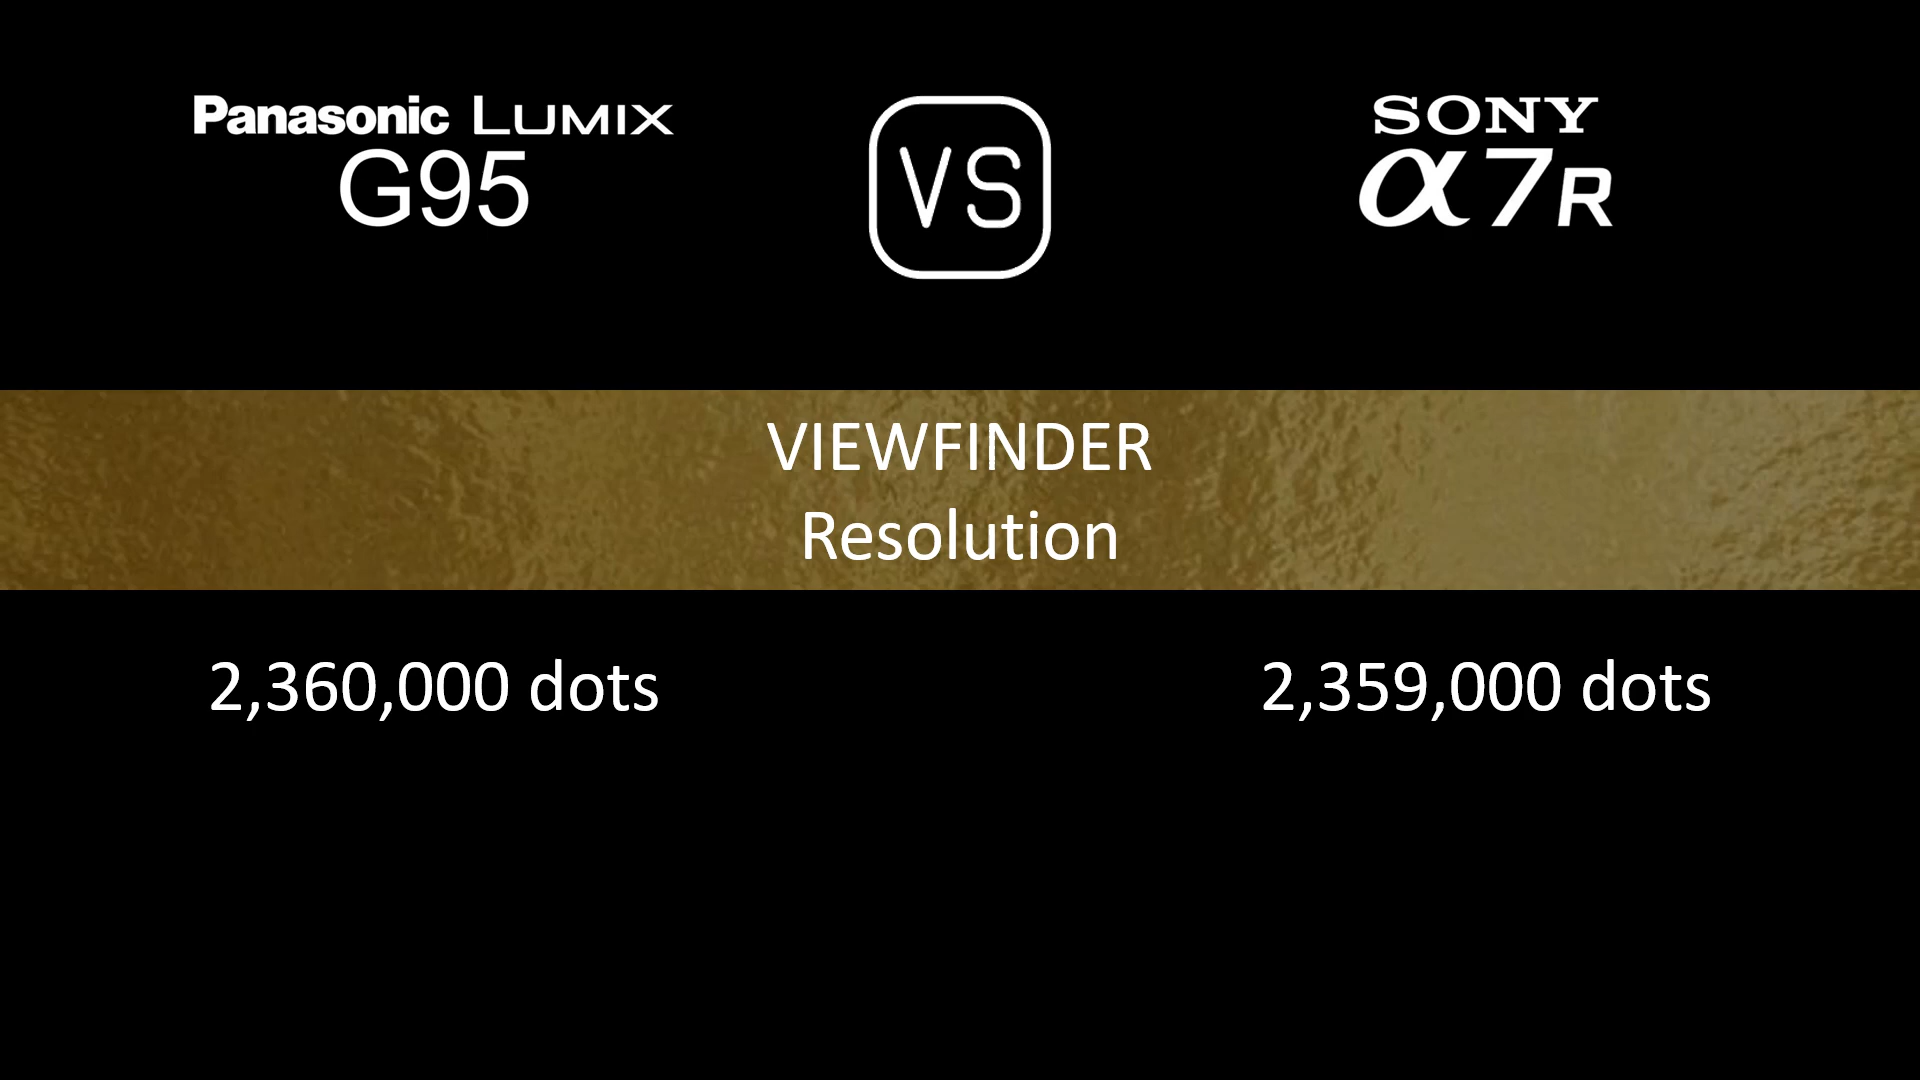 Panasonic LUMIX
G95
VS
SONY
α7R
VIEWFINDER
Resolution
2,360,000 dots
2,359,000 dots